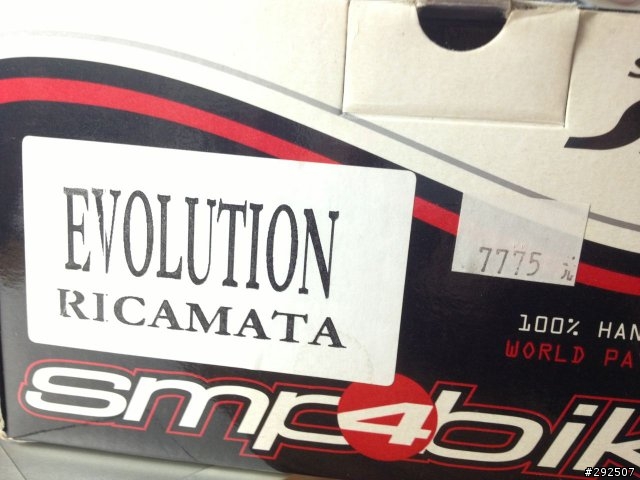 EVOLUTION
RICAMATA
7775 元
100% HAN
WORLD PA
smp4bik
#292507